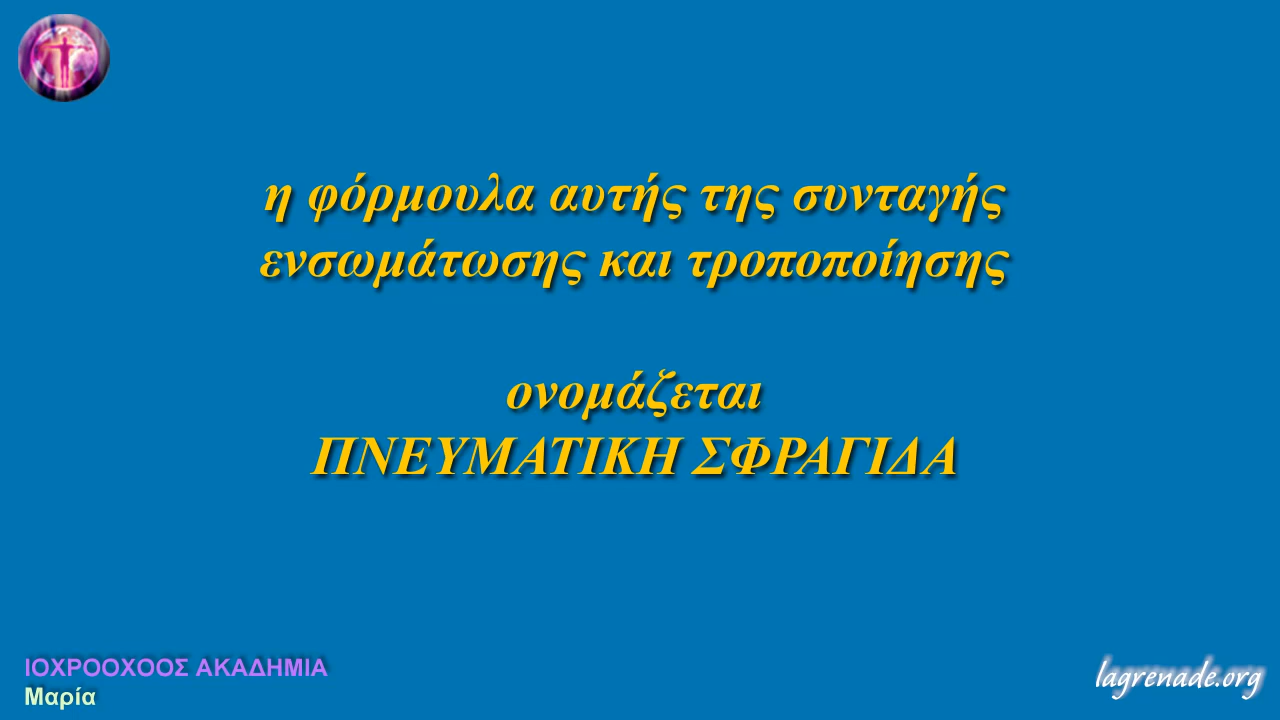 η φόρμουλα αυτής της συνταγής
ενσωμάτωσης και τροποποίησης
ονομάζεται
ΠΝΕΥΜΑΤΙΚΗ ΣΦΡΑΓΙΔΑ
ΙΟΧΡΟΟΧΟΟΣ ΑΚΑΔΗΜΙΑ
Μαρία
lagrenade.org